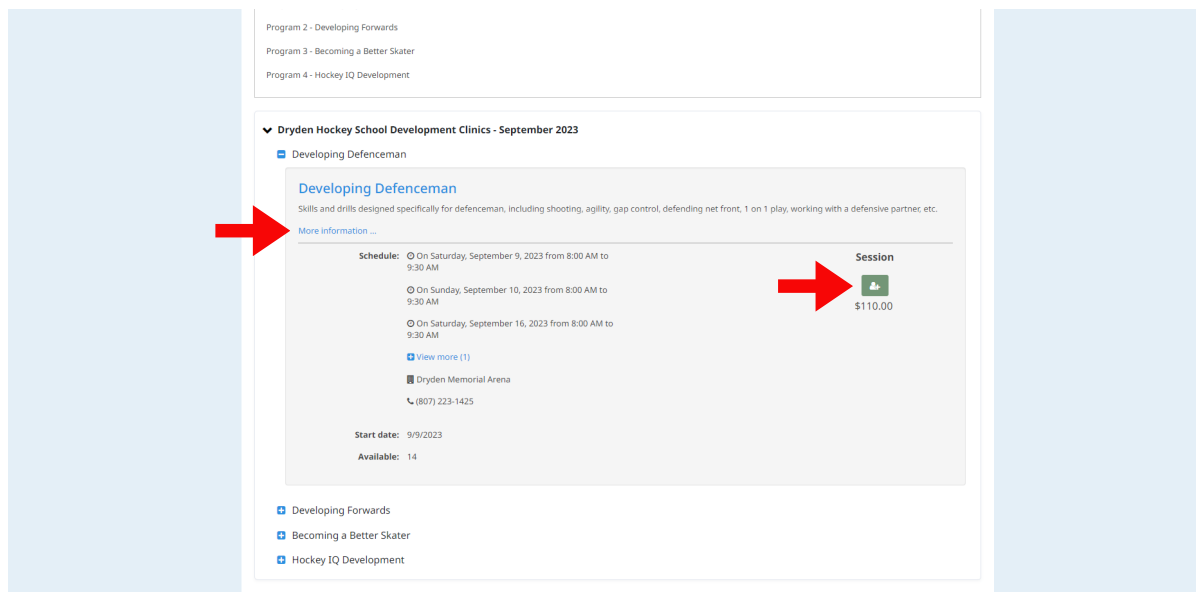 Program 2 - Developing Forwards
Program 3 - Becoming a Better Skater
Program 4 - Hockey IQ Development
Dryden Hockey School Development Clinics - September 2023
Developing Defenceman
Developing Defenceman
Skills and drills designed specifically for defenceman, including shooting, agility, gap control, defending net front, 1 on 1 play, working with a defensive partner, etc.
More information ...
Schedule: On Saturday, September 9, 2023 from 8:00 AM to
9:30 AM
On Sunday, September 10, 2023 from 8:00 AM to
9:30 AM
On Saturday, September 16, 2023 from 8:00 AM to
9:30 AM
View more (1)
Dryden Memorial Arena
(807) 223-1425
Session
$110.00
Start date: 9/9/2023
Available: 14
Developing Forwards
Becoming a Better Skater
Hockey IQ Development